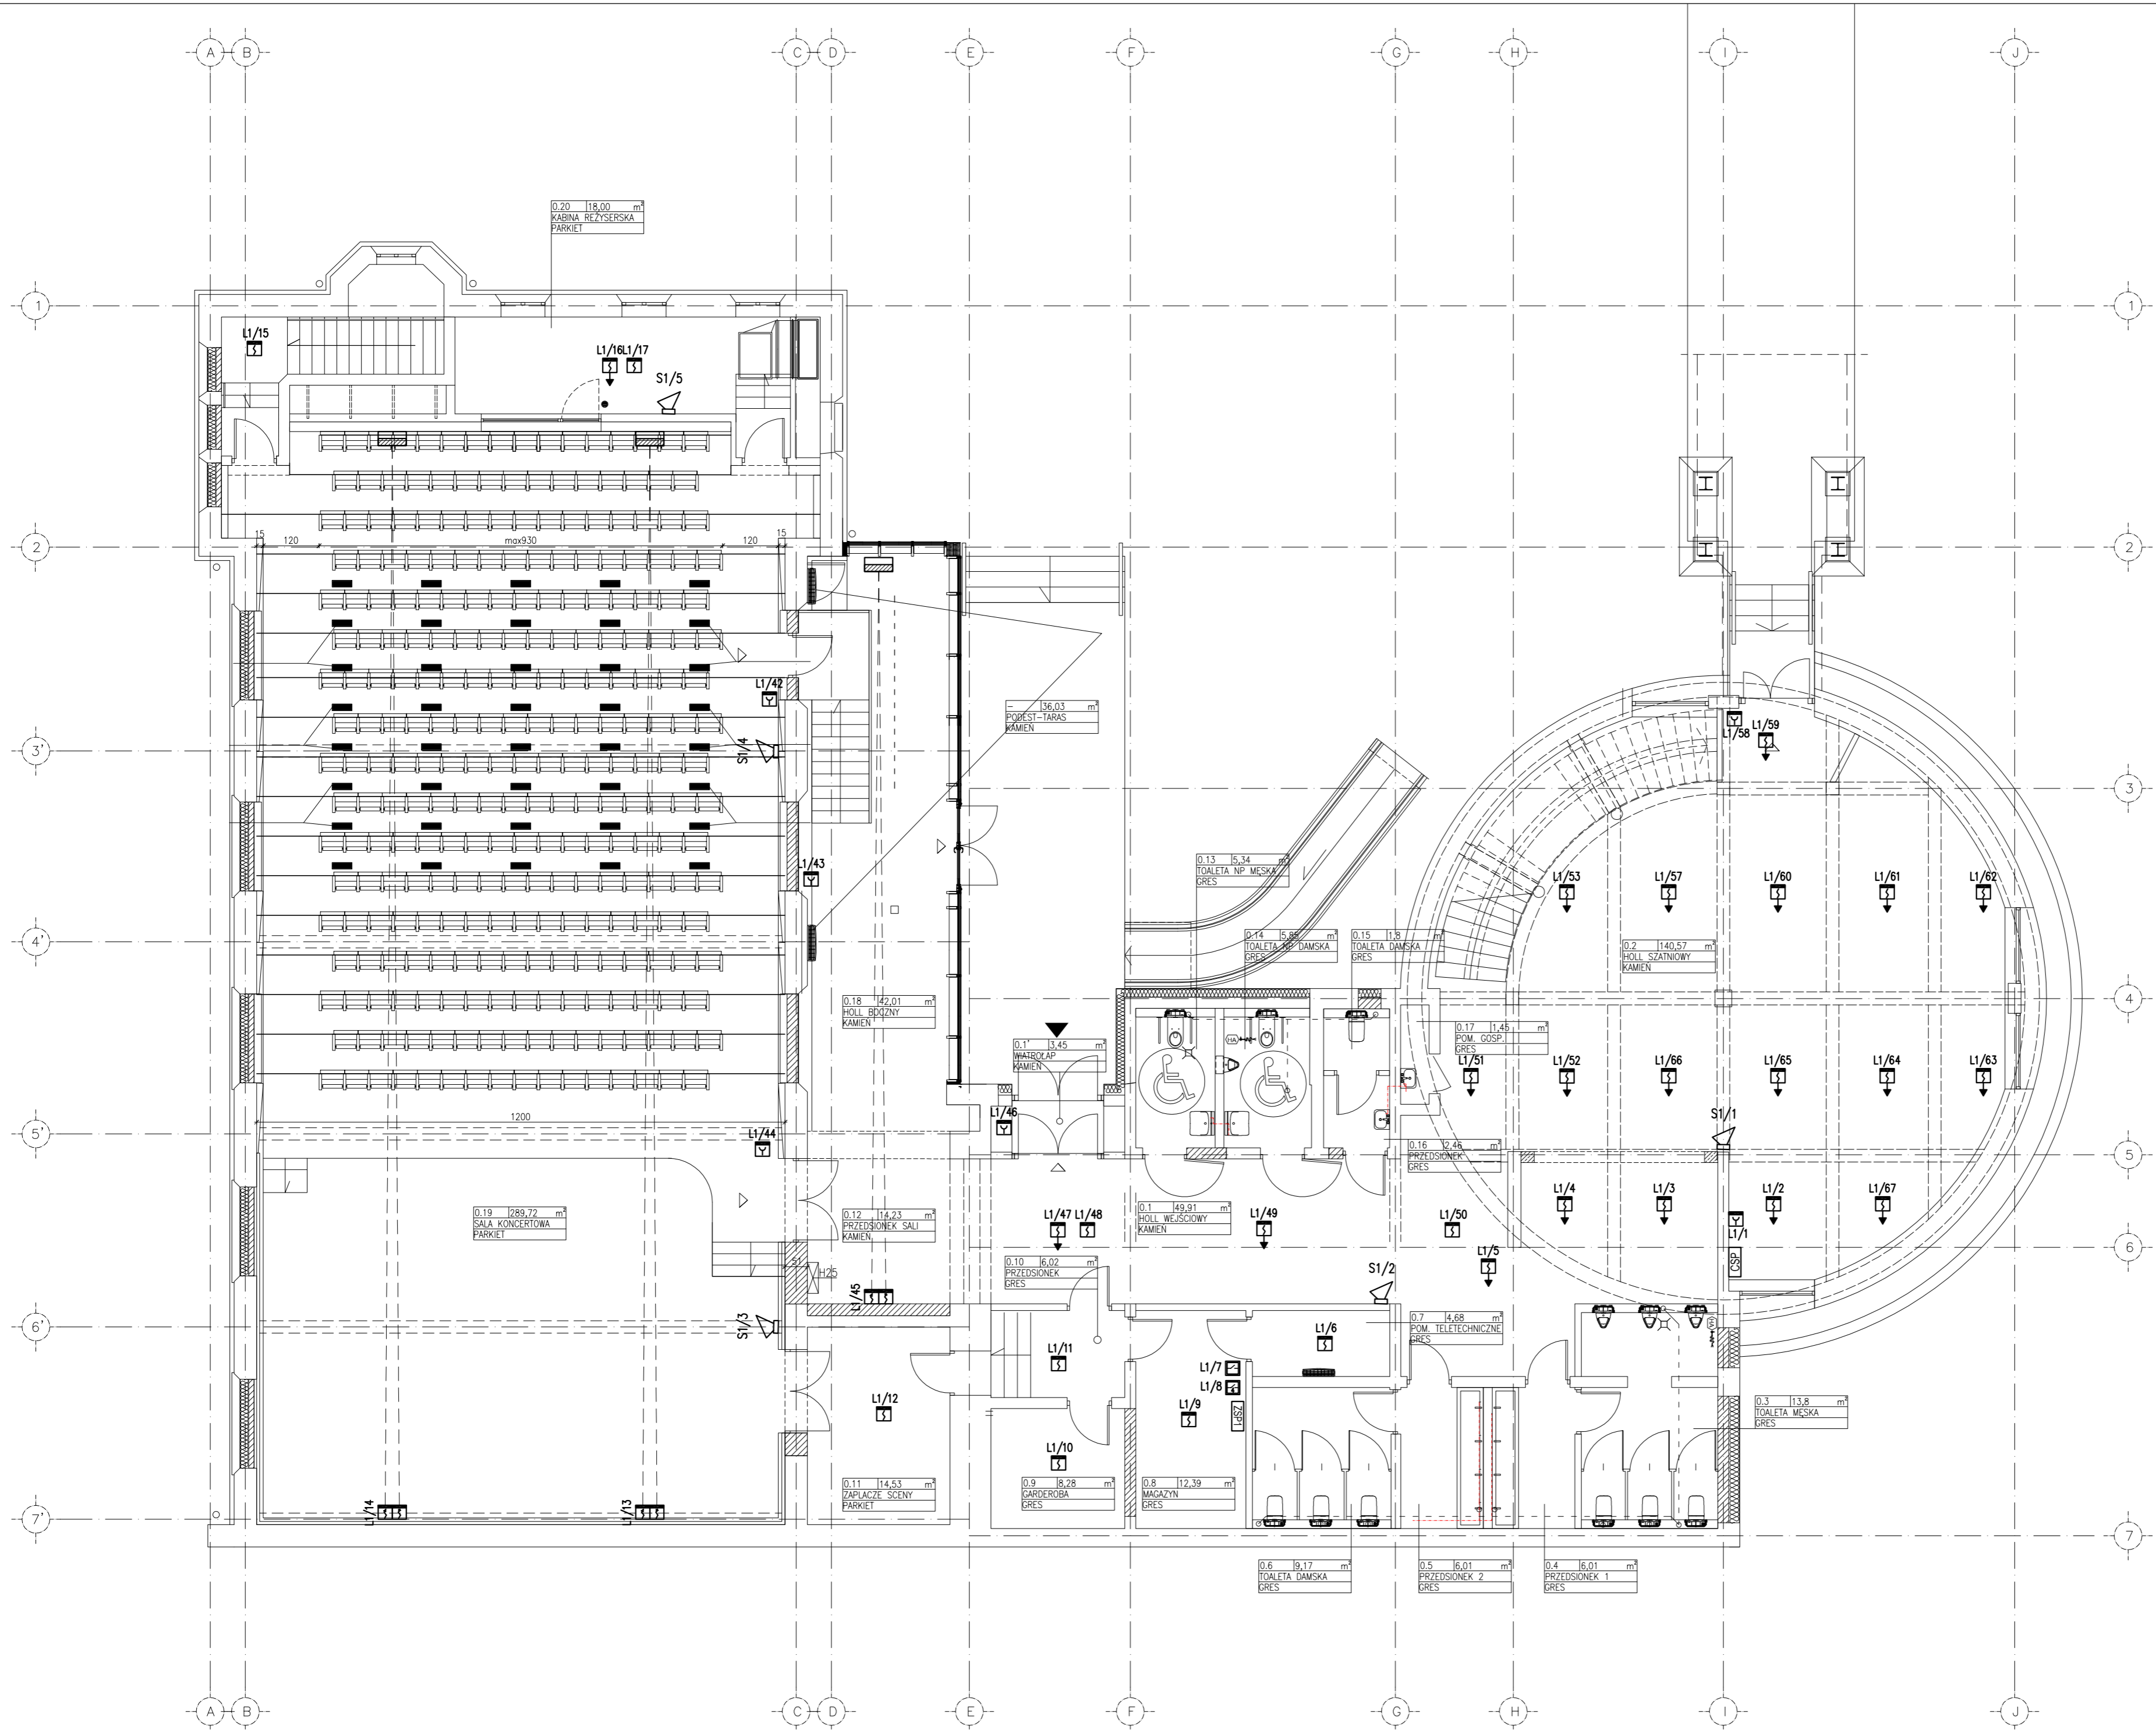 A B C D E F G H I J
0.20 18,00 m²
KABINA REŻYSERSKA
PARKIET
1 1
L1/15
L1/16 L1/17
S1/5
2 2
15 120 max930 120 15
L1/42
- 36,03 m²
PODEST-TARAS
KAMIEŃ
L1/58
L1/59
3' S1/4
3
L1/43
0.13 5,34 m²
TOALETA NP MĘSKA
GRES
L1/53 L1/57 L1/60 L1/61 L1/62
4'
0.14 5,85 m²
TOALETA NP DAMSKA
GRES
0.15 1,8 m²
TOALETA DAMSKA
GRES
0.2 140,57 m²
HOLL SZATNIOWY
KAMIEŃ
4
0.18 42,01 m²
HOLL BOCZNY
KAMIEŃ
0.1' 3,45 m²
WIATROŁAP
KAMIEŃ
HA
0.17 1,45 m²
POM. GOSP.
GRES
L1/51 L1/52 L1/66 L1/65 L1/64 L1/63
1200
L1/46
S1/1
5' L1/44
0.16 2,46 m²
PRZEDSIONEK
GRES
5
L1/4 L1/3 L1/2 L1/67
0.19 289,72 m²
SALA KONCERTOWA
PARKIET
0.12 14,23 m²
PRZEDSIONEK SALI
KAMIEŃ
0.1 49,91 m²
HOLL WEJŚCIOWY
KAMIEŃ
L1/47 L1/48 L1/49 L1/50
L1/1
CSP
6
L1/5
51 H25
0.10 6,02 m²
PRZEDSIONEK
GRES
S1/2
L1/45
6' S1/3
0.7 4,68 m²
POM. TELETECHNICZNE
GRES
HA
L1/6
L1/11
L1/7
L1/8
L1/12
L1/9
ZSP1
0.3 13,8 m²
TOALETA MĘSKA
GRES
L1/10
0.11 14,53 m²
ZAPLACZE SCENY
PARKIET
0.9 8,28 m²
GARDEROBA
GRES
0.8 12,39 m²
MAGAZYN
GRES
7' L1/14 L1/13
7
0.6 9,17 m²
TOALETA DAMSKA
GRES
0.5 6,01 m²
PRZEDSIONEK 2
GRES
0.4 6,01 m²
PRZEDSIONEK 1
GRES
A B C D E F G H I J